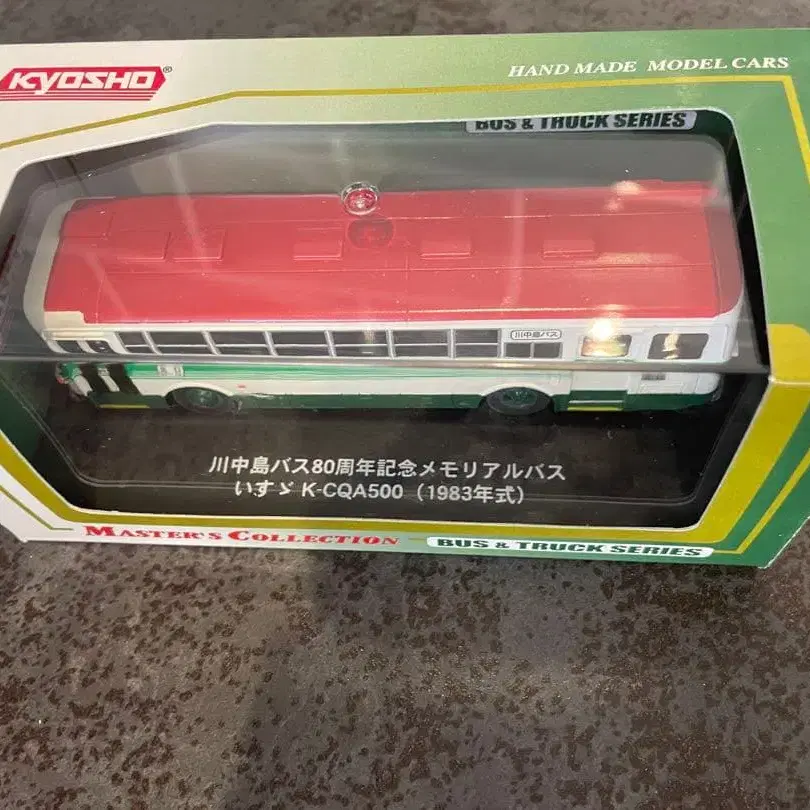 KYOSHO®
HAND MADE MODEL CARS
BUS & TRUCK SERIES
川中島バス
川中島バス80周年記念メモリアルバス
いすゞ K-CQA500（1983年式）
MASTER'S COLLECTION
BUS & TRUCK SERIES